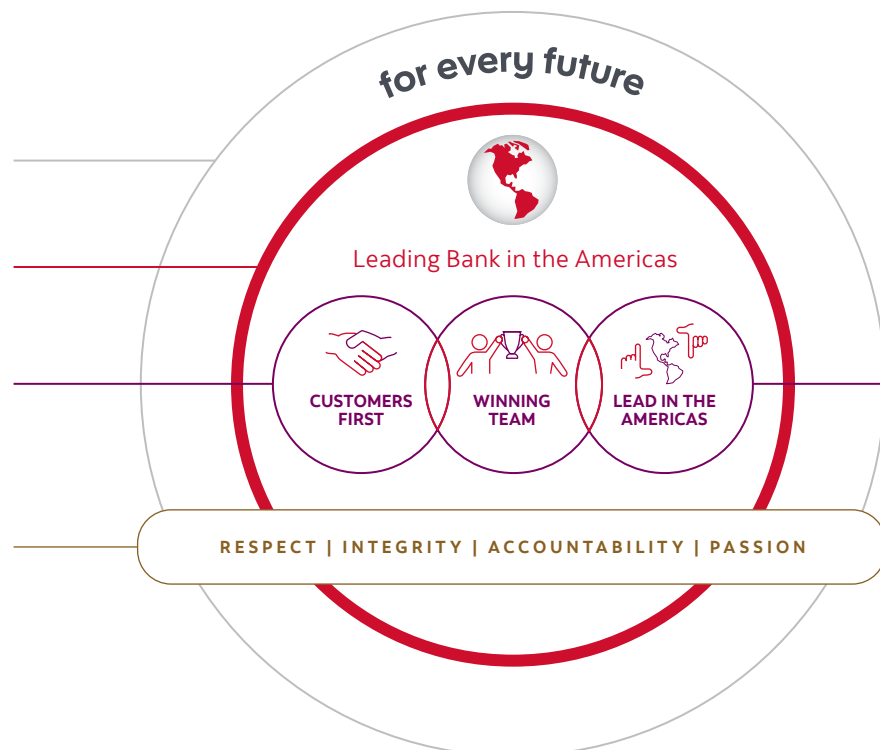 for every future
Leading Bank in the Americas
CUSTOMERS
FIRST
WINNING
TEAM
LEAD IN THE
AMERICAS
RESPECT | INTEGRITY | ACCOUNTABILITY | PASSION